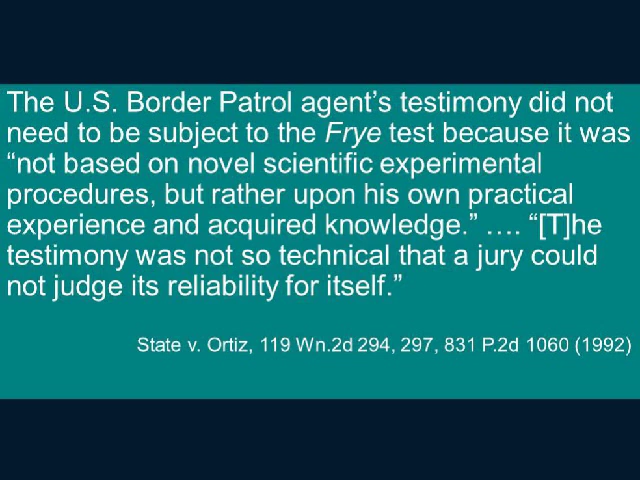 The U.S. Border Patrol agent’s testimony did not
need to be subject to the Frye test because it was
“not based on novel scientific experimental
procedures, but rather upon his own practical
experience and acquired knowledge.” …. “[T]he
testimony was not so technical that a jury could
not judge its reliability for itself.”
State v. Ortiz, 119 Wn.2d 294, 297, 831 P.2d 1060 (1992)